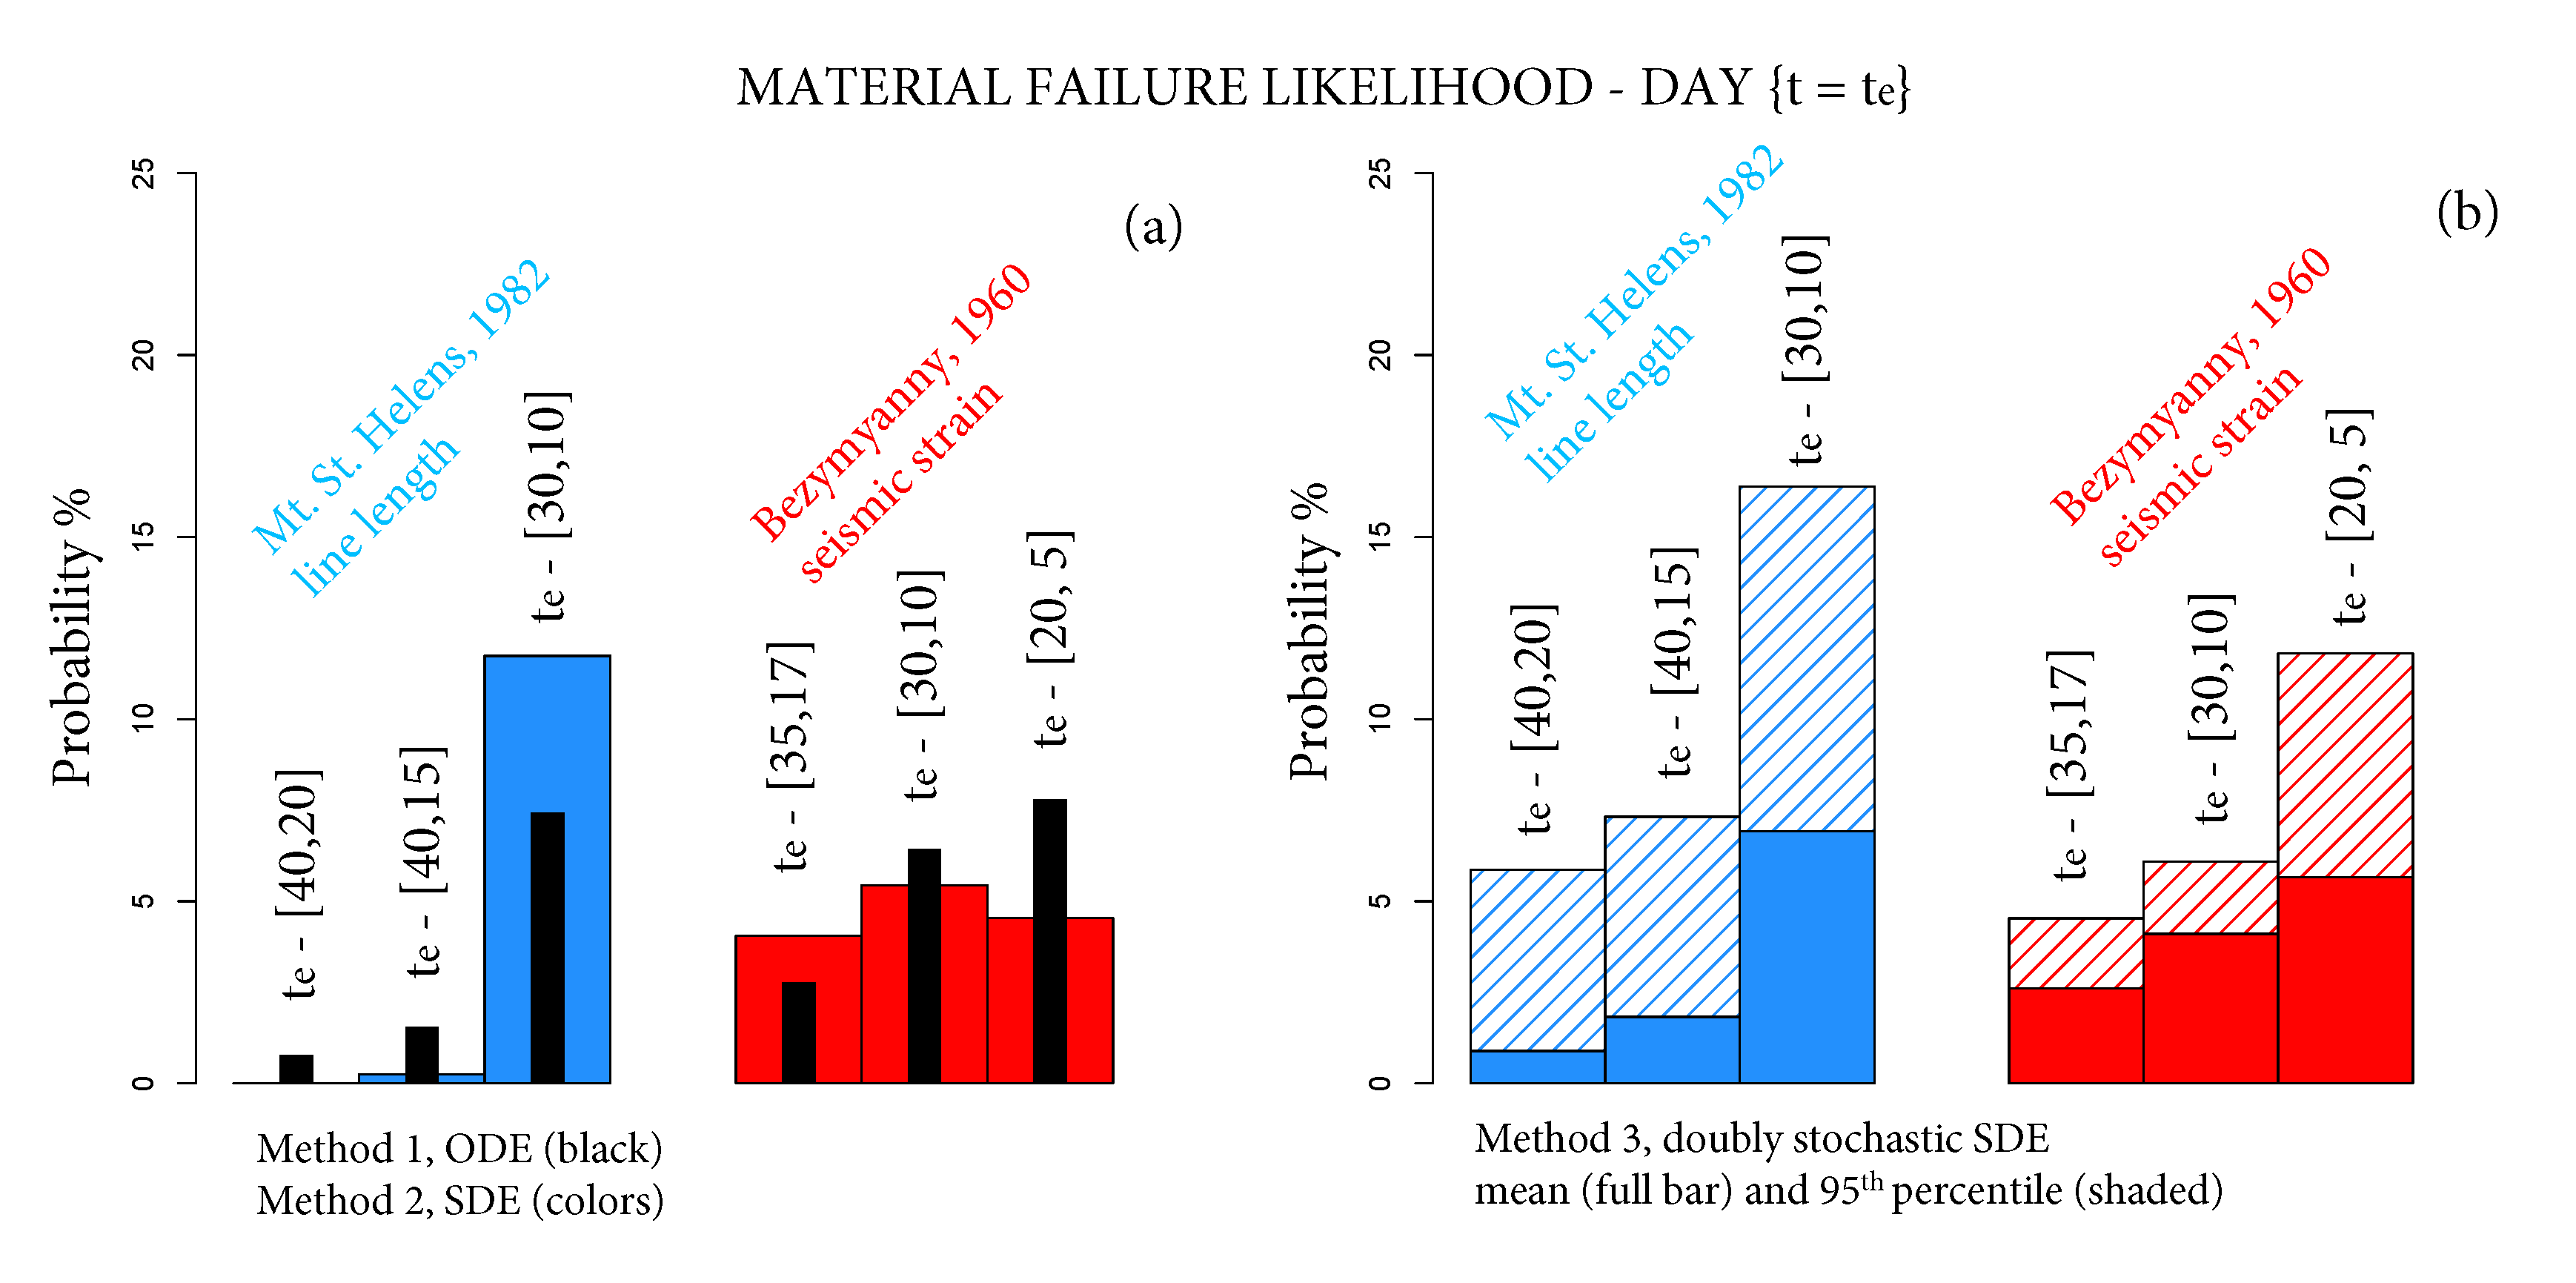 MATERIAL FAILURE LIKELIHOOD - DAY {t = te}
(a)
Probability %
0
5
10
15
20
25
Mt. St. Helens, 1982
line length
te - [40,20]
te - [40,15]
te - [30,10]
Bezymyanny, 1960
seismic strain
te - [35,17]
te - [30,10]
te - [20, 5]
Method 1, ODE (black)
Method 2, SDE (colors)
(b)
Probability %
0
5
10
15
20
25
Mt. St. Helens, 1982
line length
te - [40,20]
te - [40,15]
te - [30,10]
Bezymyanny, 1960
seismic strain
te - [35,17]
te - [30,10]
te - [20, 5]
Method 3, doubly stochastic SDE
mean (full bar) and 95th percentile (shaded)